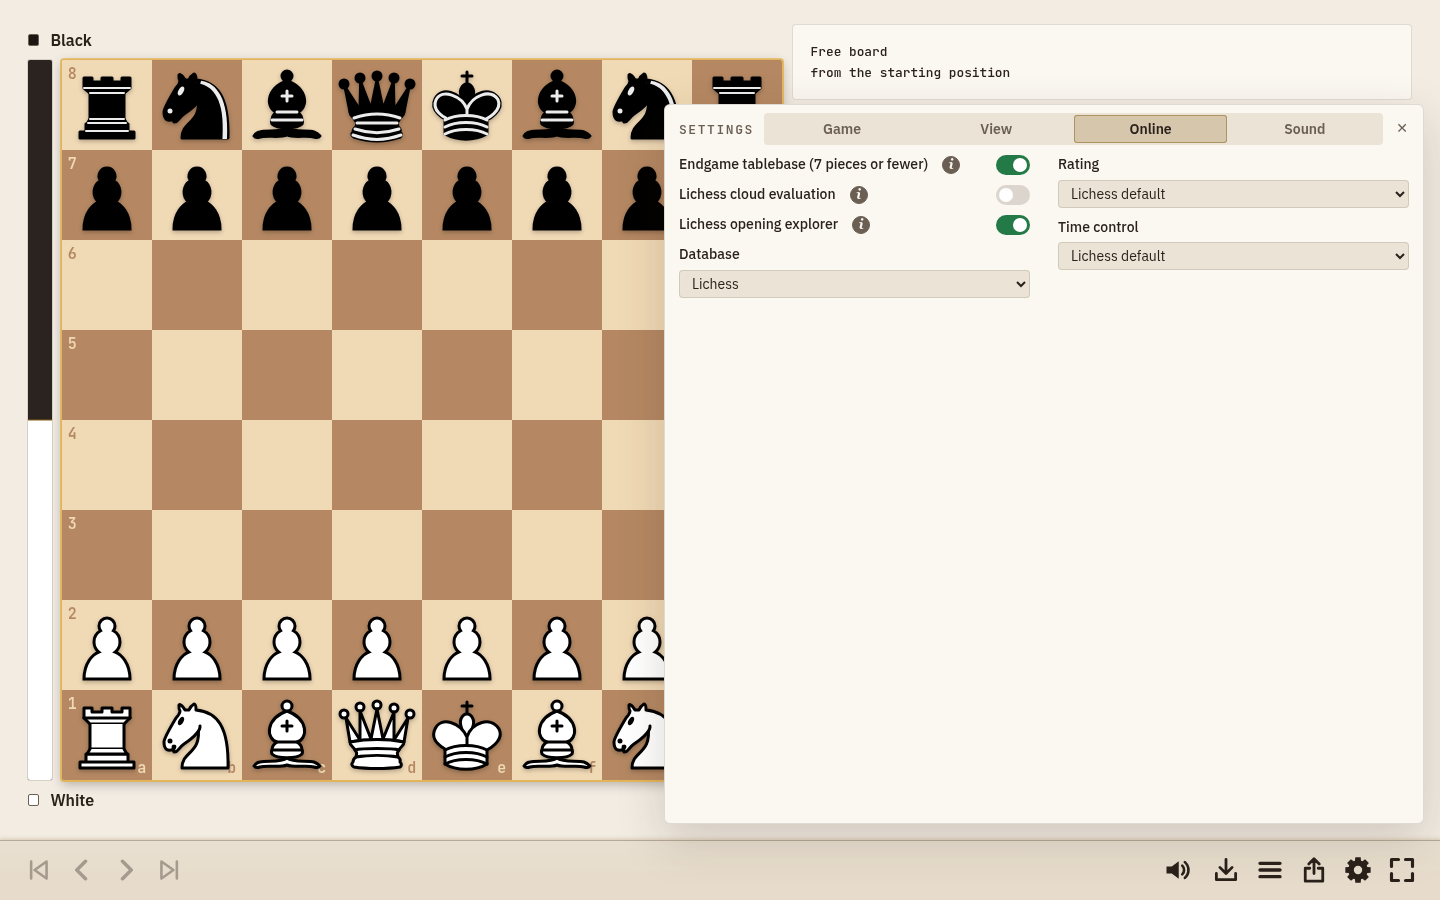 Black
Free board
from the starting position
8
7
6
5
4
3
2
1
a
b
c
d
e
f
White
SETTINGS
Game
View
Online
Sound
×
Endgame tablebase (7 pieces or fewer)
Lichess cloud evaluation
Lichess opening explorer
Database
Lichess
Rating
Lichess default
Time control
Lichess default